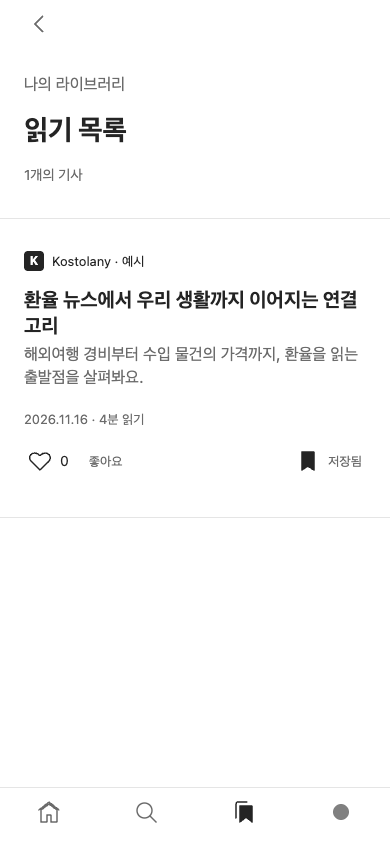 나의 라이브러리
읽기 목록
1개의 기사
K Kostolany · 예시
환율 뉴스에서 우리 생활까지 이어지는 연결
고리
해외여행 경비부터 수입 물건의 가격까지, 환율을 읽는
출발점을 살펴봐요.
2026.11.16 · 4분 읽기
0 좋아요 저장됨